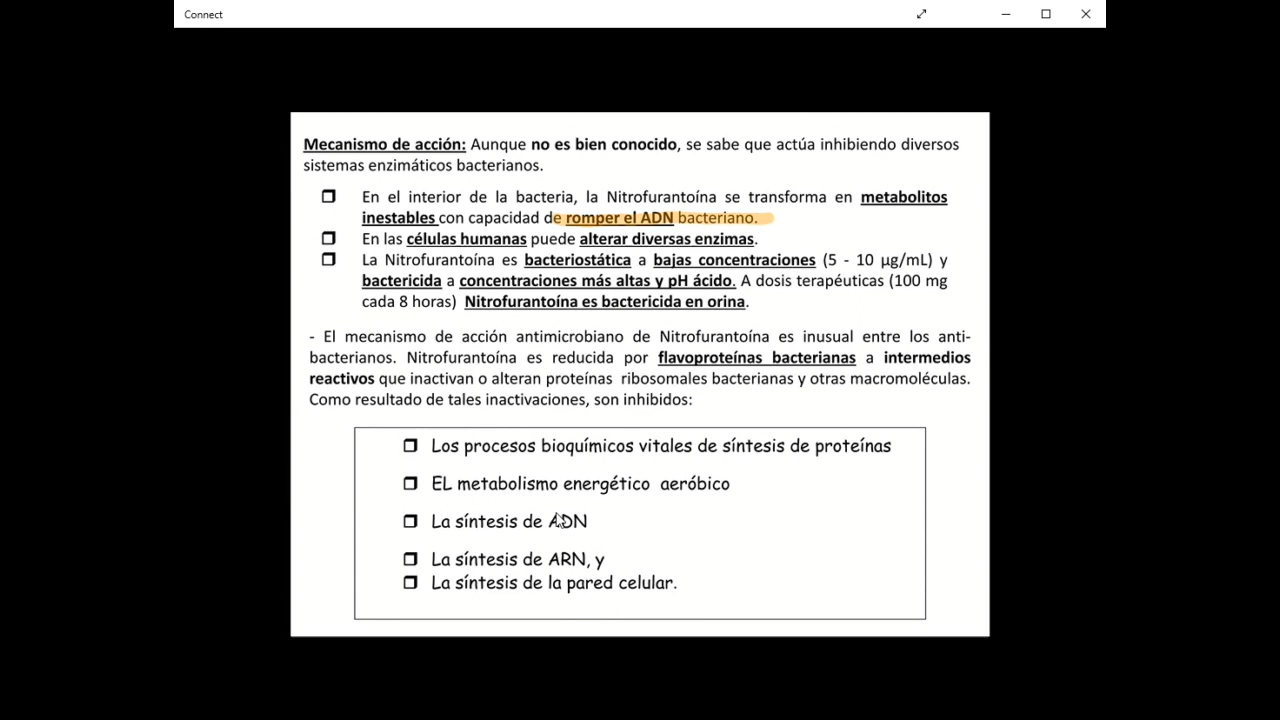 Connect
Mecanismo de acción: Aunque no es bien conocido, se sabe que actúa inhibiendo diversos
sistemas enzimáticos bacterianos.
En el interior de la bacteria, la Nitrofurantoína se transforma en metabolitos
inestables con capacidad de romper el ADN bacteriano.
En las células humanas puede alterar diversas enzimas.
La Nitrofurantoína es bacteriostática a bajas concentraciones (5 - 10 µg/mL) y
bactericida a concentraciones más altas y pH ácido. A dosis terapéuticas (100 mg
cada 8 horas) Nitrofurantoína es bactericida en orina.
- El mecanismo de acción antimicrobiano de Nitrofurantoína es inusual entre los anti-
bacterianos. Nitrofurantoína es reducida por flavoproteínas bacterianas a intermedios
reactivos que inactivan o alteran proteínas ribosomales bacterianas y otras macromoléculas.
Como resultado de tales inactivaciones, son inhibidos:
Los procesos bioquímicos vitales de síntesis de proteínas
EL metabolismo energético aeróbico
La síntesis de ADN
La síntesis de ARN, y
La síntesis de la pared celular.